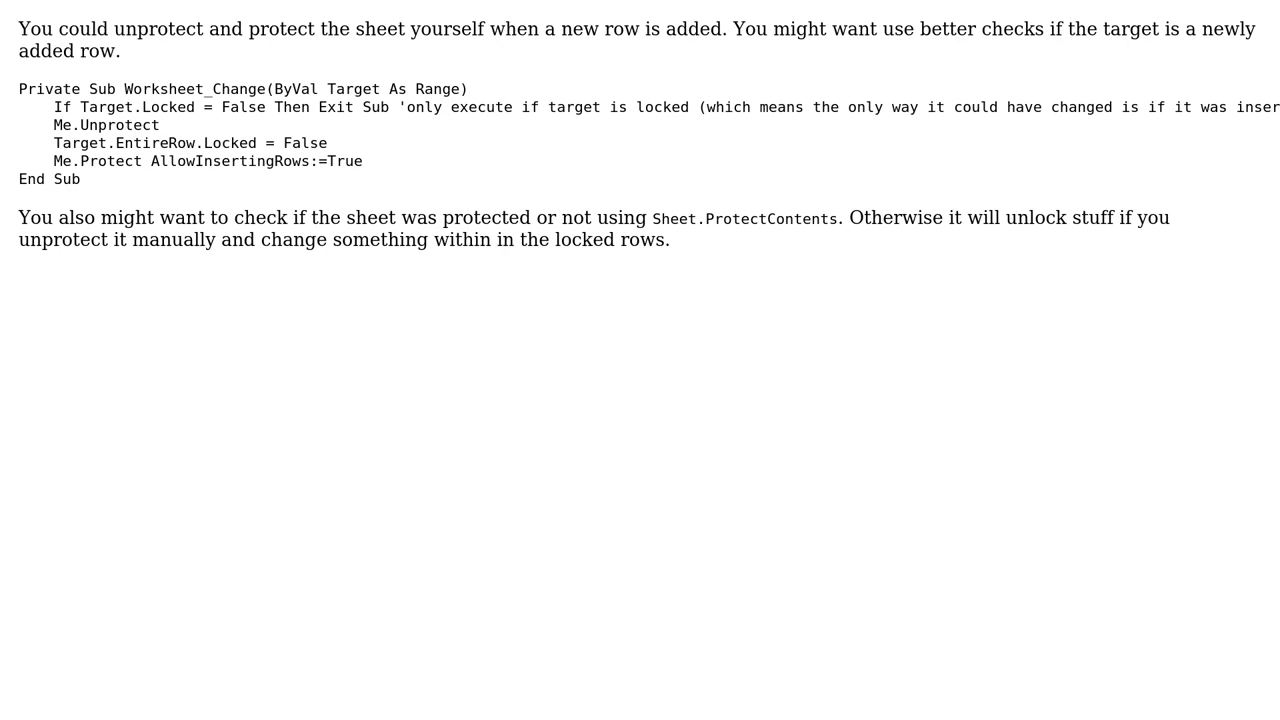 You could unprotect and protect the sheet yourself when a new row is added. You might want use better checks if the target is a newly
added row.
Private Sub Worksheet_Change(ByVal Target As Range)
    If Target.Locked = False Then Exit Sub 'only execute if target is locked (which means the only way it could have changed is if it was inser
    Me.Unprotect
    Target.EntireRow.Locked = False
    Me.Protect AllowInsertingRows:=True
End Sub
You also might want to check if the sheet was protected or not using Sheet.ProtectContents. Otherwise it will unlock stuff if you
unprotect it manually and change something within in the locked rows.